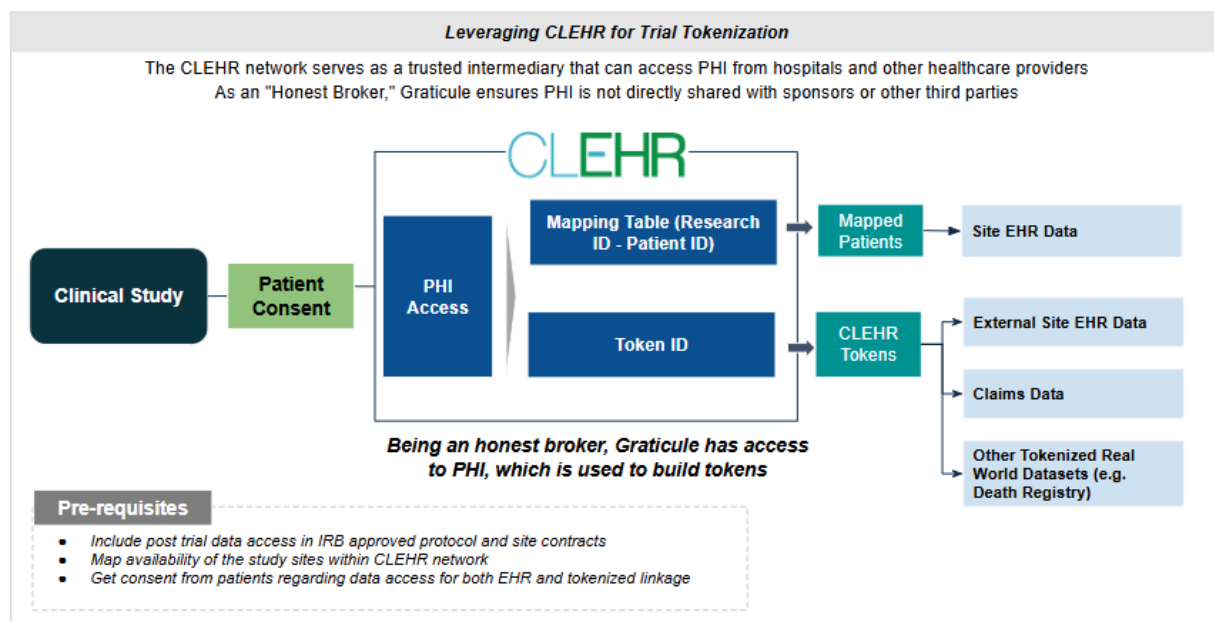 Leveraging CLEHR for Trial Tokenization
The CLEHR network serves as a trusted intermediary that can access PHI from hospitals and other healthcare providers
As an "Honest Broker," Graticule ensures PHI is not directly shared with sponsors or other third parties
CLEHR
Clinical Study
Patient
Consent
PHI
Access
Mapping Table (Research
ID - Patient ID)
Token ID
Mapped
Patients
CLEHR
Tokens
Site EHR Data
External Site EHR Data
Claims Data
Other Tokenized Real
World Datasets (e.g.
Death Registry)
Being an honest broker, Graticule has access
to PHI, which is used to build tokens
Pre-requisites
● Include post trial data access in IRB approved protocol and site contracts
● Map availability of the study sites within CLEHR network
● Get consent from patients regarding data access for both EHR and tokenized linkage